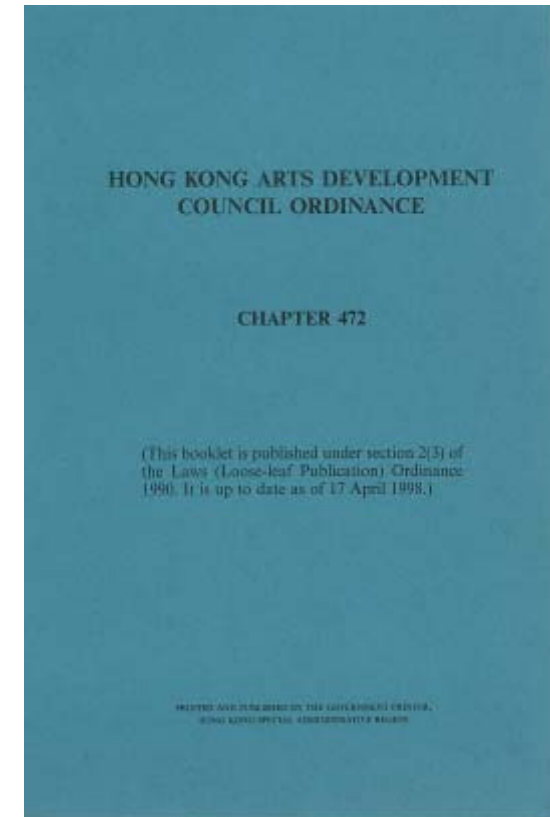 HONG KONG ARTS DEVELOPMENT
COUNCIL ORDINANCE
CHAPTER 472
(This booklet is published under section 2(3) of
the Laws (Loose-leaf Publication) Ordinance
1990. It is up to date as of 17 April 1998.)
PRINTED AND PUBLISHED BY THE GOVERNMENT PRINTER,
HONG KONG SPECIAL ADMINISTRATIVE REGION